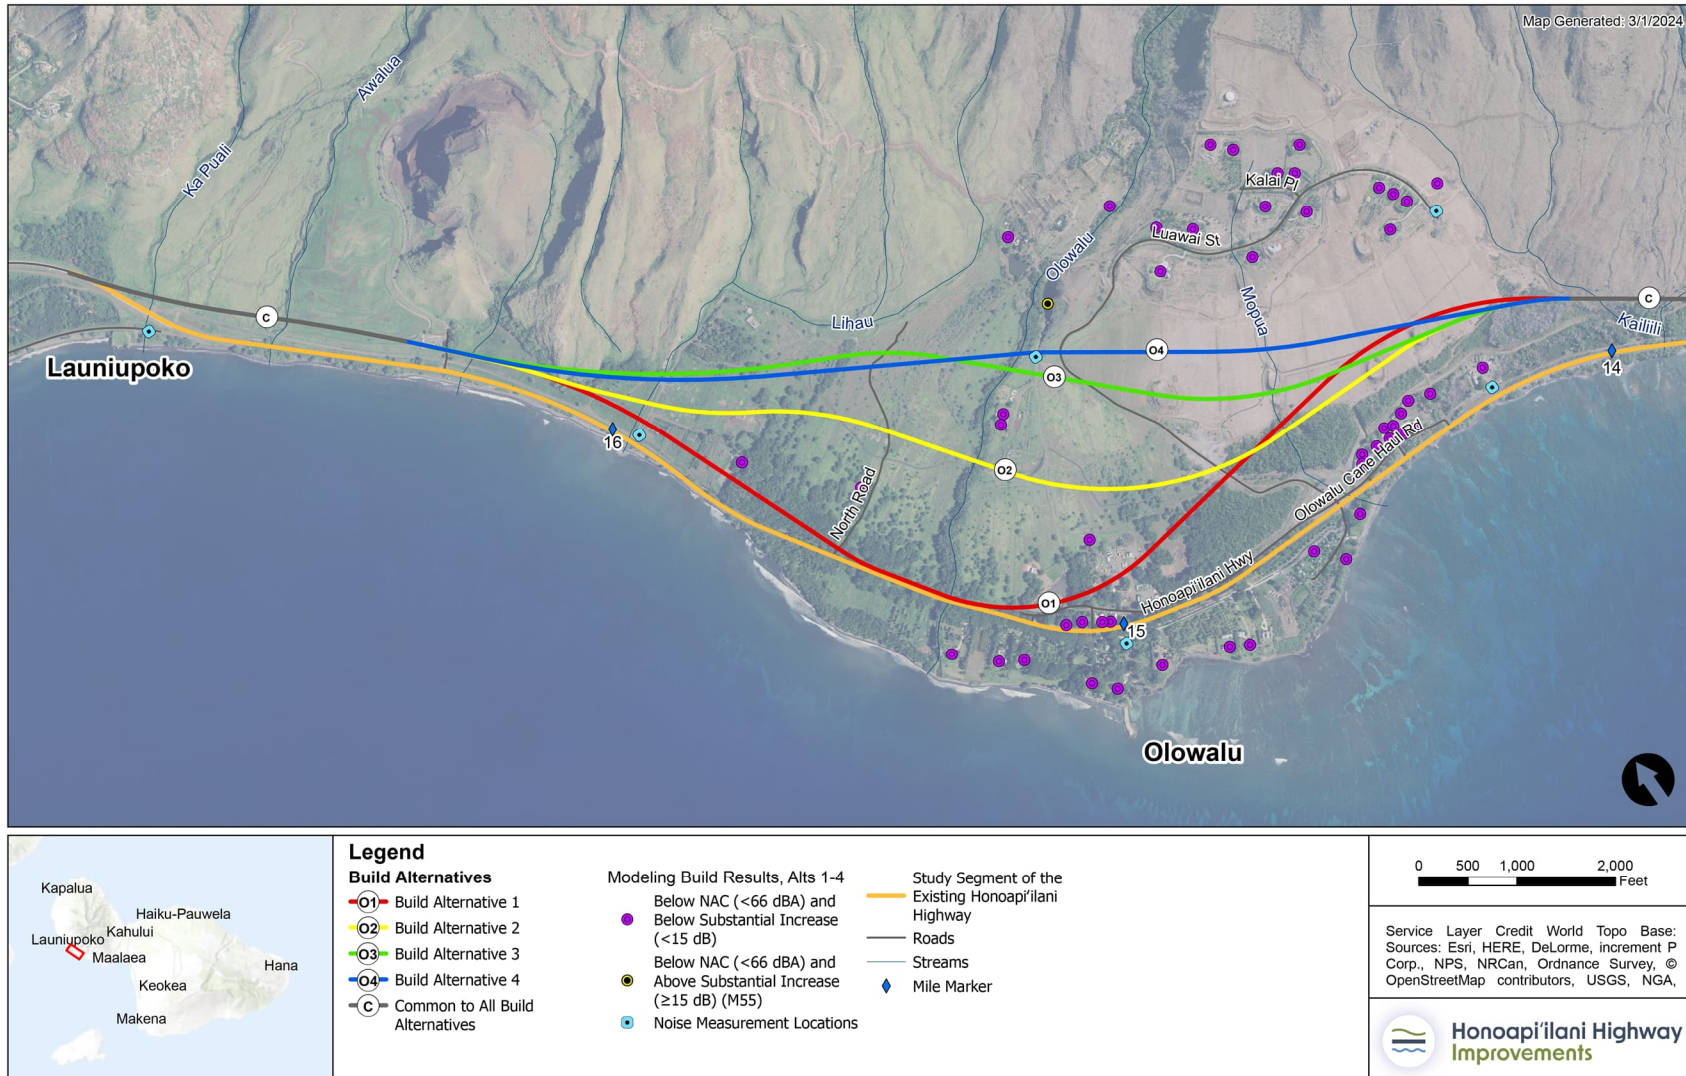 Map Generated: 3/1/2024
Awalua
Ka Puali
Kalai Pl
Luawai St
Olowalu
Mopua
Lihau
Kailiili
C
C
O4
O3
O2
O1
Launiupoko
14
16
15
North Road
Olowalu Cane Haul Rd
Honoapiʻilani Hwy
Olowalu
Kapalua
Haiku-Pauwela
Kahului
Launiupoko
Maalaea
Hana
Keokea
Makena
Legend
Build Alternatives
O1 Build Alternative 1
O2 Build Alternative 2
O3 Build Alternative 3
O4 Build Alternative 4
C Common to All Build
Alternatives
Modeling Build Results, Alts 1-4
Below NAC (<66 dBA) and
Below Substantial Increase
(<15 dB)
Below NAC (<66 dBA) and
Above Substantial Increase
(≥15 dB) (M55)
Noise Measurement Locations
Study Segment of the
Existing Honoapiʻilani
Highway
Roads
Streams
Mile Marker
0 500 1,000 2,000
Feet
Service Layer Credit World Topo Base:
Sources: Esri, HERE, DeLorme, increment P
Corp., NPS, NRCan, Ordnance Survey, ©
OpenStreetMap contributors, USGS, NGA,
Honoapiʻilani Highway
Improvements